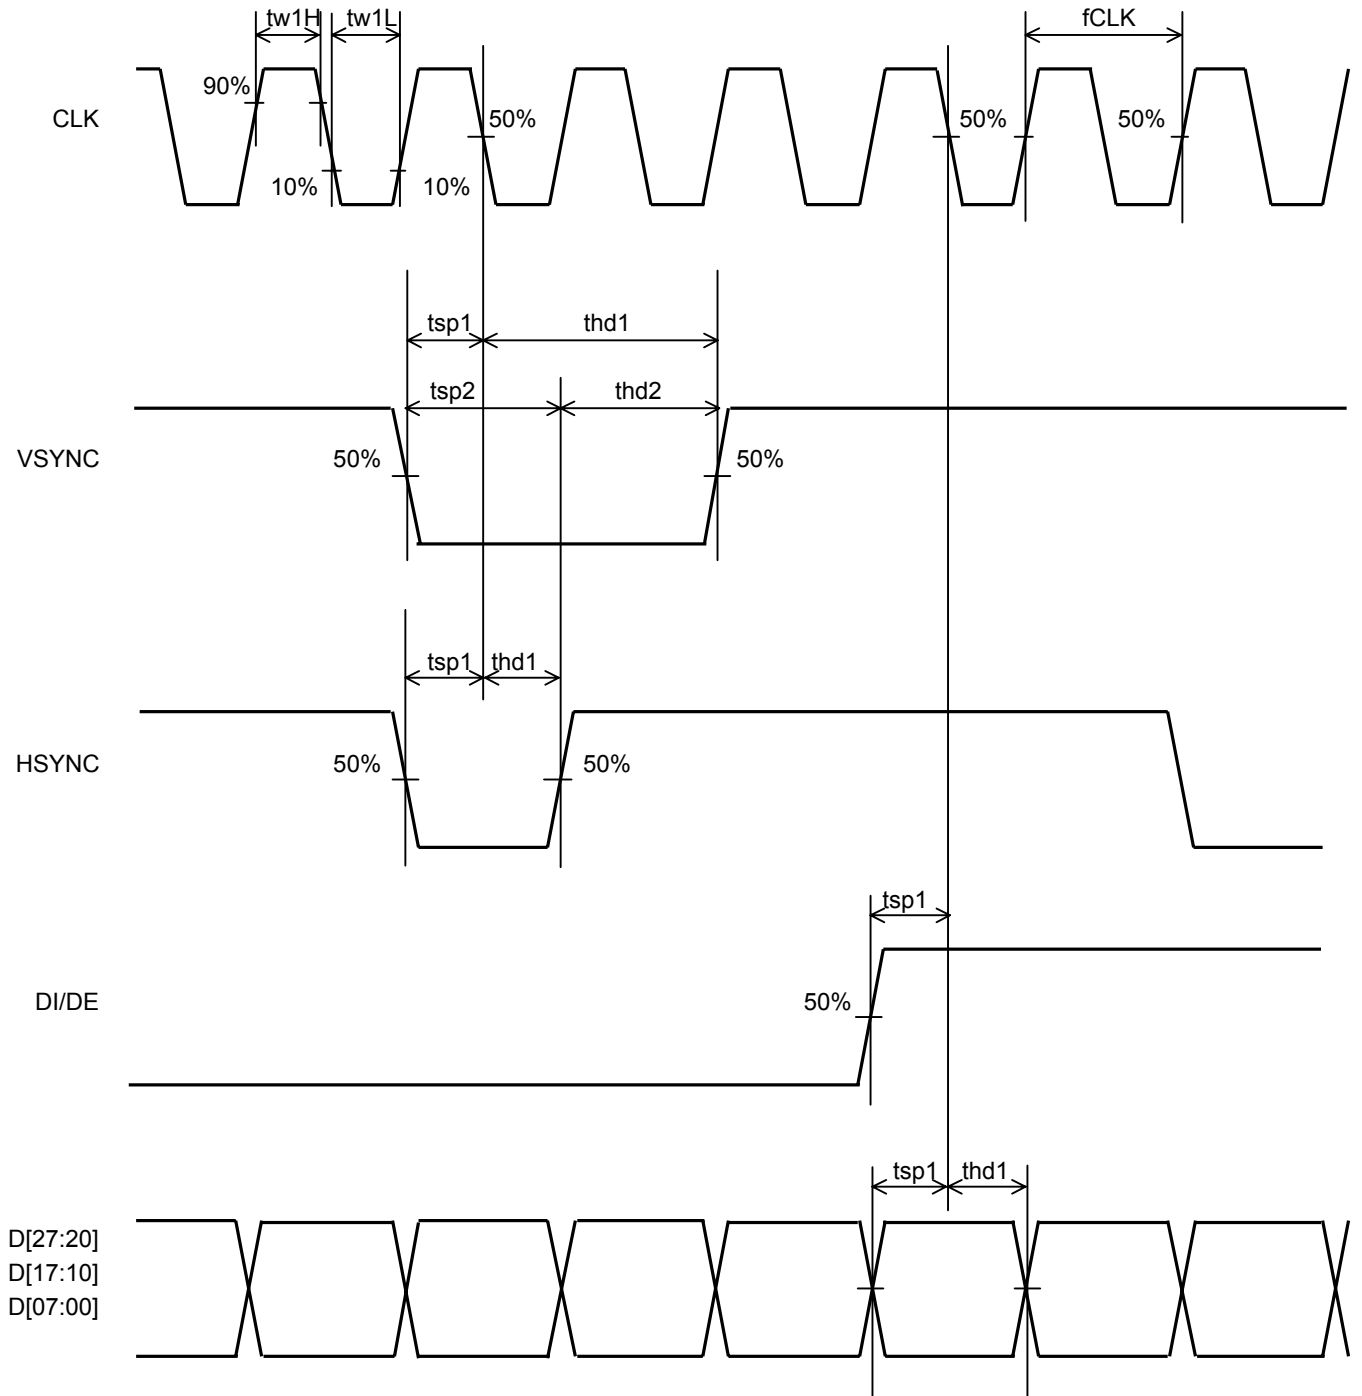 tw1H tw1L fCLK
90%
CLK 50% 50% 50%
10% 10%
tsp1 thd1
tsp2 thd2
VSYNC 50% 50%
tsp1 thd1
HSYNC 50% 50%
tsp1
DI/DE 50%
tsp1 thd1
D[27:20]
D[17:10]
D[07:00]